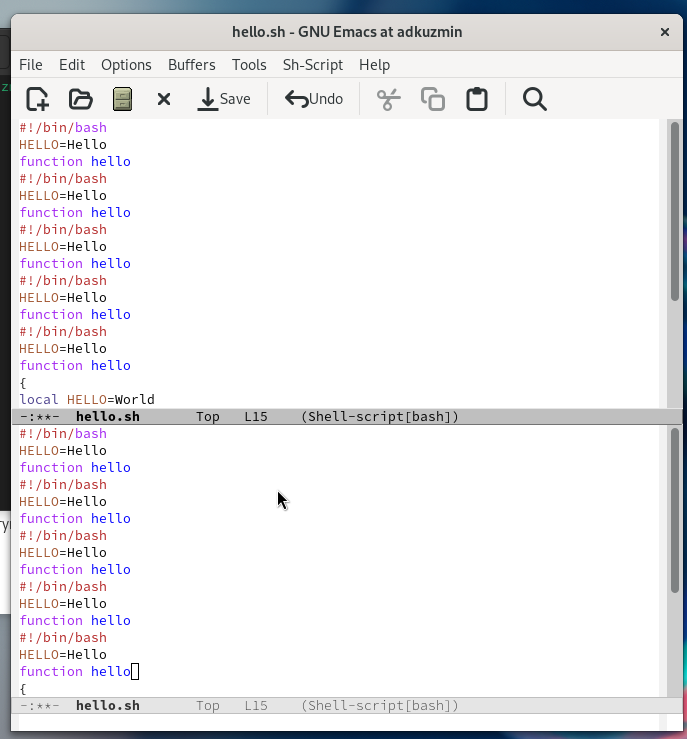 hello.sh - GNU Emacs at adkuzmin
File Edit Options Buffers Tools Sh-Script Help
Save Undo
#!/bin/bash
HELLO=Hello
function hello
#!/bin/bash
HELLO=Hello
function hello
#!/bin/bash
HELLO=Hello
function hello
#!/bin/bash
HELLO=Hello
function hello
#!/bin/bash
HELLO=Hello
function hello
{
local HELLO=World
-:**-  hello.sh       Top   L15    (Shell-script[bash])
#!/bin/bash
HELLO=Hello
function hello
#!/bin/bash
HELLO=Hello
function hello
#!/bin/bash
HELLO=Hello
function hello
#!/bin/bash
HELLO=Hello
function hello
#!/bin/bash
HELLO=Hello
function hello
{
-:**-  hello.sh       Top   L15    (Shell-script[bash])